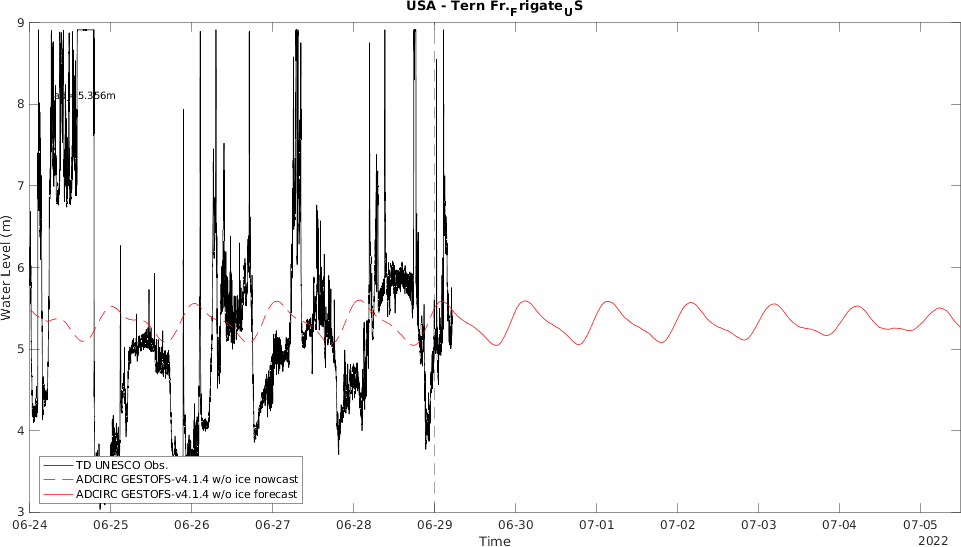 USA - Tern Fr.FrigateUS
9
8
7
6
5
4
3
Water Level (m)
5.356m
TD UNESCO Obs.
ADCIRC GESTOFS-v4.1.4 w/o ice nowcast
ADCIRC GESTOFS-v4.1.4 w/o ice forecast
06-24 06-25 06-26 06-27 06-28 06-29 06-30 07-01 07-02 07-03 07-04 07-05
Time
2022